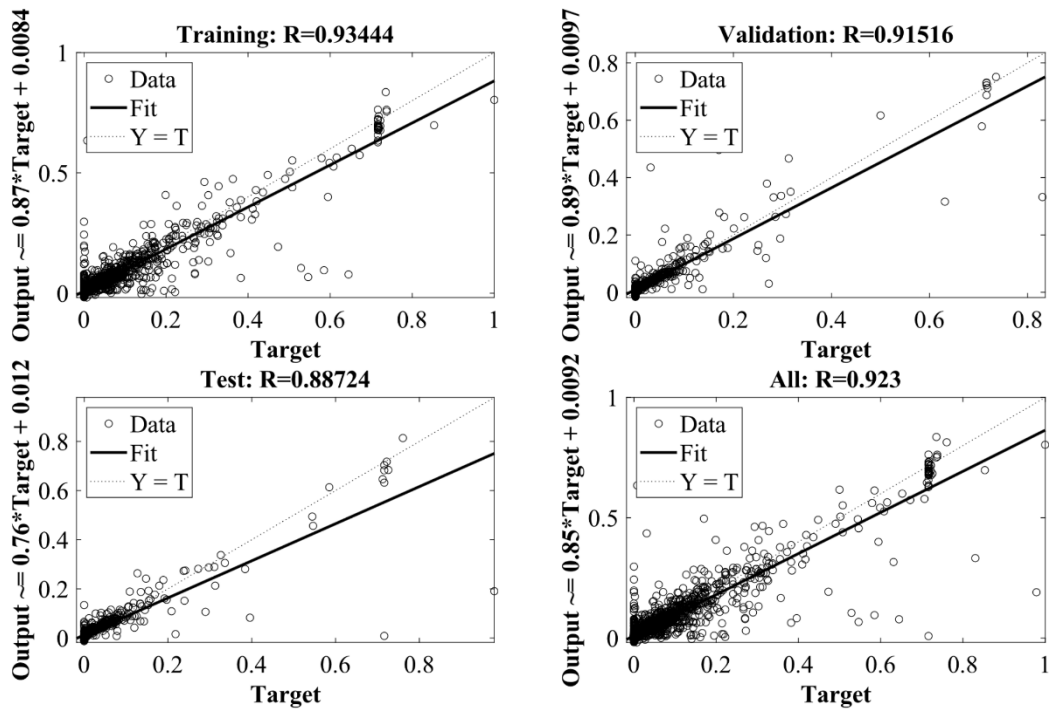 Training: R=0.93444
Output ~= 0.87*Target + 0.0084
1
0.5
0
Data
Fit
Y = T
0 0.2 0.4 0.6 0.8 1
Target
Validation: R=0.91516
Output ~= 0.89*Target + 0.0097
0.8
0.6
0.4
0.2
0
Data
Fit
Y = T
0 0.2 0.4 0.6 0.8
Target
Test: R=0.88724
Output ~= 0.76*Target + 0.012
0.8
0.6
0.4
0.2
0
Data
Fit
Y = T
0 0.2 0.4 0.6 0.8
Target
All: R=0.923
Output ~= 0.85*Target + 0.0092
1
0.5
0
Data
Fit
Y = T
0 0.2 0.4 0.6 0.8 1
Target